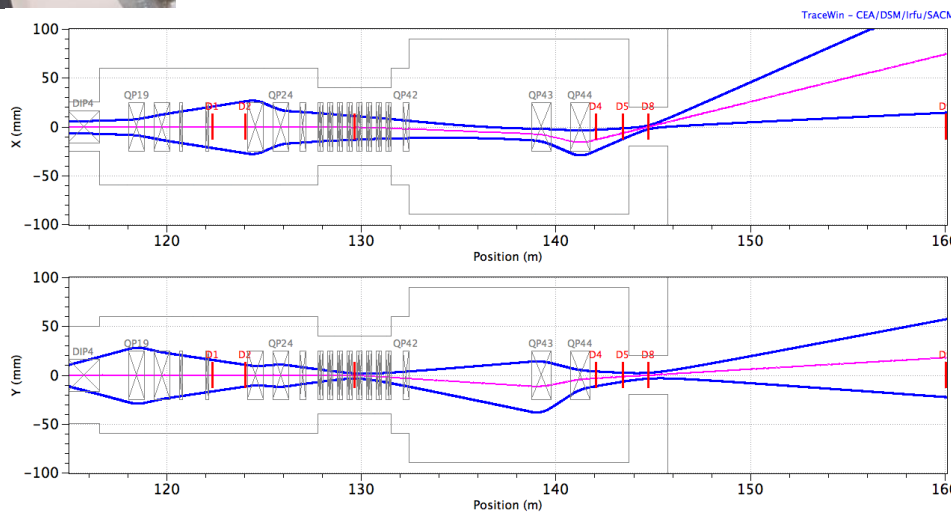 TraceWin - CEA/DSM/Irfu/SACM
100
50
0
-50
-100
X (mm)
DIP4
QP19
D1
D2
QP24
QP42
QP43
QP44
D4
D5
D8
D
120
130
140
150
160
Position (m)
100
50
0
-50
-100
Y (mm)
DIP4
QP19
D1
D2
QP24
QP42
QP43
QP44
D4
D5
D8
D
120
130
140
150
160
Position (m)